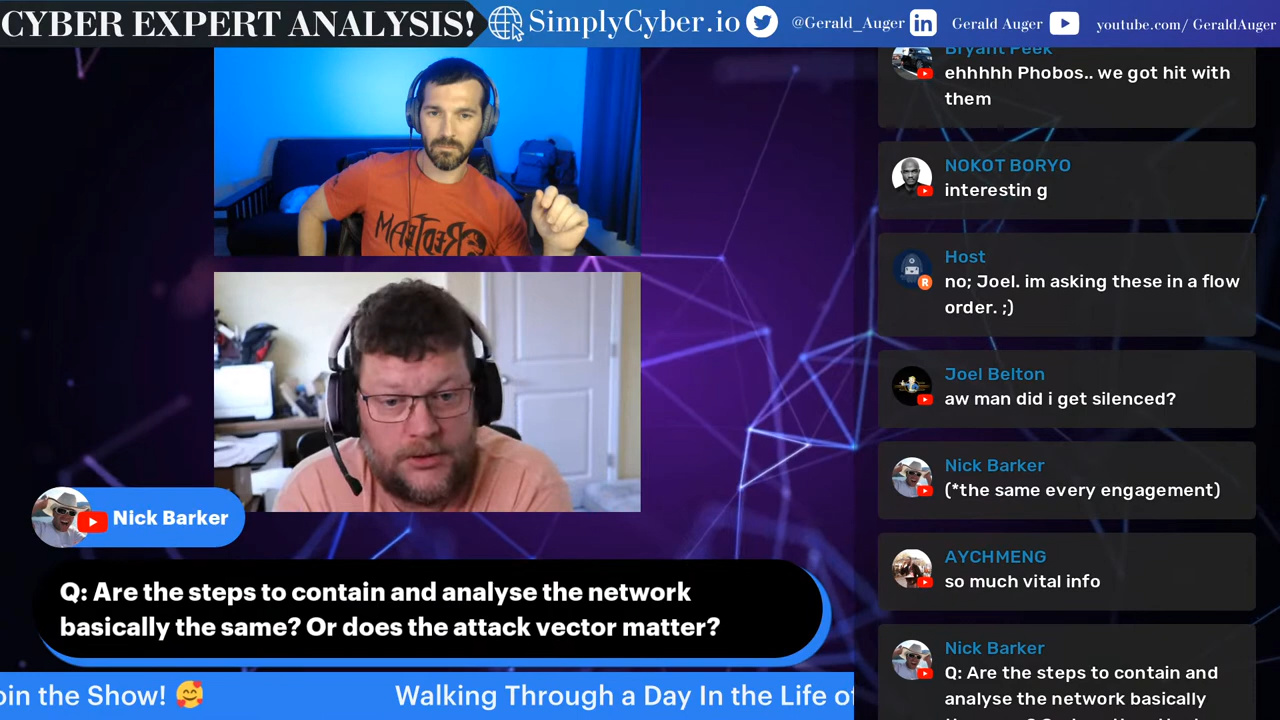 CYBER EXPERT ANALYSIS!
SimplyCyber.io
@Gerald_Auger
Gerald Auger
youtube.com/ GeraldAuger
Bryant Peek
ehhhhh Phobos.. we got hit with
them
NOKOT BORYO
interestin g
Host
no; Joel. im asking these in a flow
order. ;)
Joel Belton
aw man did i get silenced?
Nick Barker
(*the same every engagement)
AYCHMENG
so much vital info
Nick Barker
Q: Are the steps to contain and
analyse the network basically
REDTEAM
Nick Barker
Q: Are the steps to contain and analyse the network
basically the same? Or does the attack vector matter?
oin the Show! 🥰
Walking Through a Day In the Life of